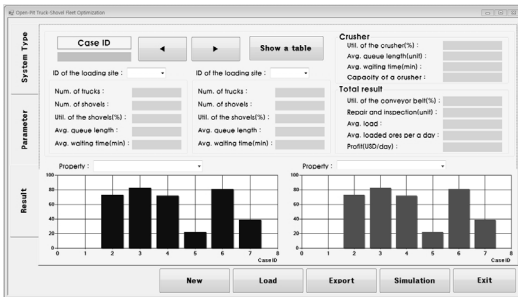 Open-Pit Truck-Shovel Fleet Optimization
System Type
Parameter
Result
Case ID
◄
►
Show a table
ID of the loading site :
ID of the loading site :
Num. of trucks :
Num. of shovels :
Util. of the shovels(%) :
Avg. queue length :
Avg. waiting time(min) :
Num. of trucks :
Num. of shovels :
Util. of the shovels(%) :
Avg. queue length :
Avg. waiting time(min) :
Crusher
Util. of the crusher(%) :
Avg. queue length(unit) :
Avg. waiting time(min) :
Capacity of a crusher :
Total result
Util. of the conveyor belt(%) :
Repair and inspection(unit) :
Avg. load :
Avg. loaded ores per a day :
Profit(USD/day) :
Property :
100
80
60
40
20
0
0 1 2 3 4 5 6 7 8
Case ID
Property :
100
80
60
40
20
0
0 1 2 3 4 5 6 7 8
Case ID
New
Load
Export
Simulation
Exit